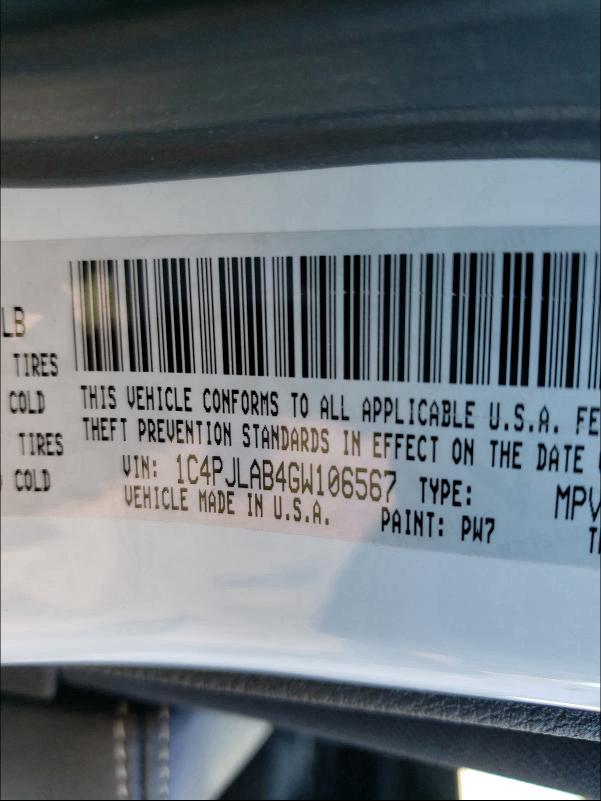 LB
TIRES
COLD
TIRES
COLD
THIS VEHICLE CONFORMS TO ALL APPLICABLE U.S.A. FE
THEFT PREVENTION STANDARDS IN EFFECT ON THE DATE
VIN: 1C4PJLAB4GW106567 TYPE: MPV
VEHICLE MADE IN U.S.A. PAINT: PW7